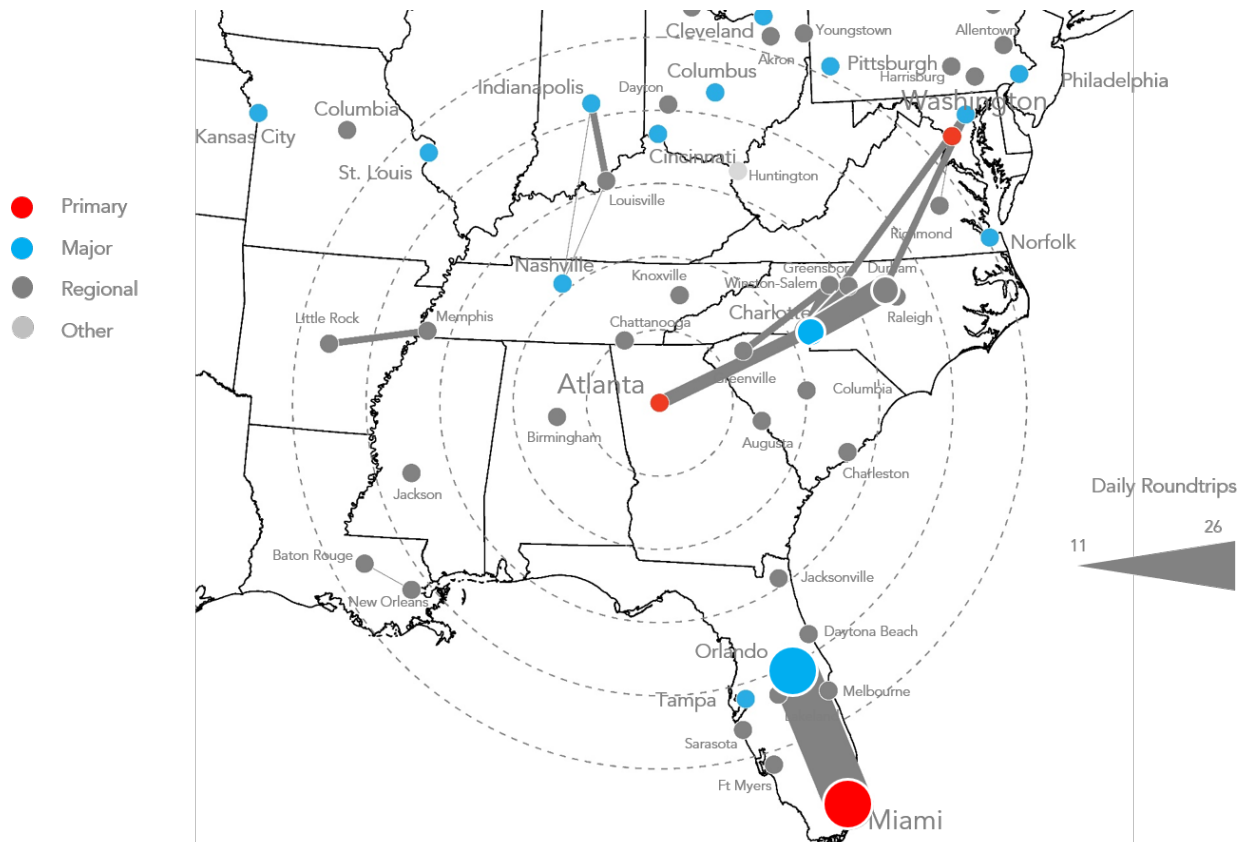 Cleveland
Youngstown
Allentown
Akron
Pittsburgh
Harrisburg
Columbus
Indianapolis
Dayton
Philadelphia
Washington
Columbia
Kansas City
Cincinnati
St. Louis
Huntington
Primary
Louisville
Richmond
Norfolk
Major
Nashville
Knoxville
Greensboro
Durham
Winston-Salem
Regional
Little Rock
Memphis
Charlotte
Raleigh
Chattanooga
Other
Atlanta
Greenville
Columbia
Birmingham
Augusta
Charleston
Jackson
Daily Roundtrips
26
11
Baton Rouge
Jacksonville
New Orleans
Daytona Beach
Orlando
Melbourne
Tampa
Sarasota
Ft Myers
Miami